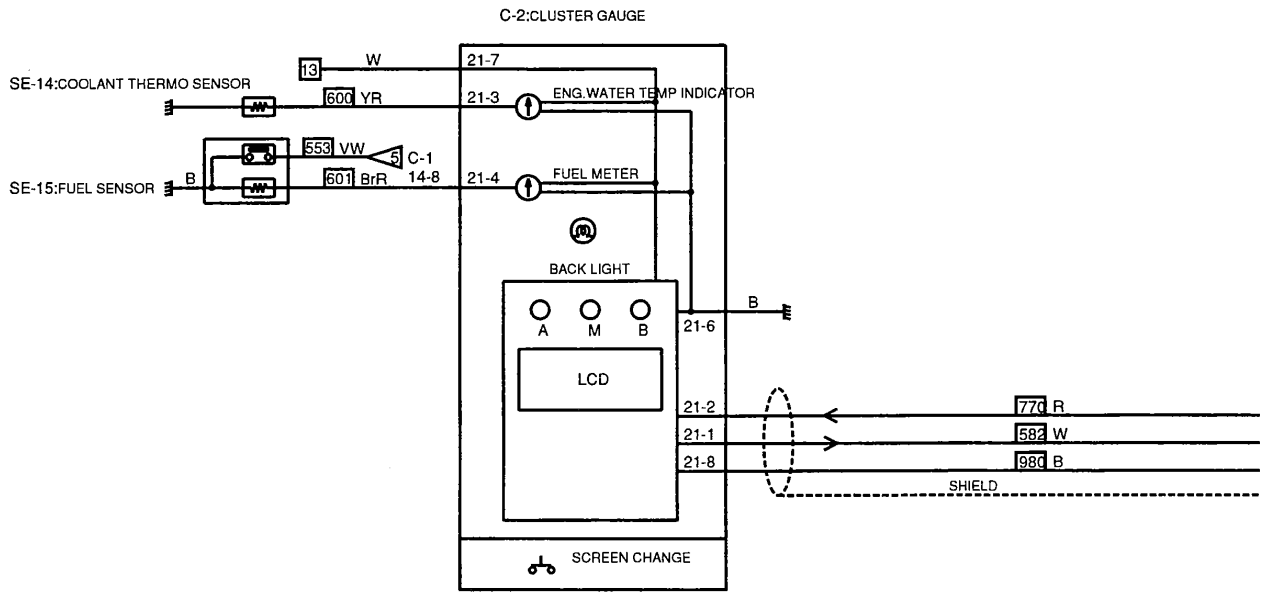 C-2:CLUSTER GAUGE
13 W 21-7
SE-14:COOLANT THERMO SENSOR
600 YR 21-3 ENG.WATER TEMP INDICATOR
553 VW 5 C-1
14-8
SE-15:FUEL SENSOR B 601 BrR 21-4 FUEL METER
BACK LIGHT
A M B
21-6 B
LCD
21-2 770 R
21-1 582 W
21-8 980 B
SHIELD
SCREEN CHANGE